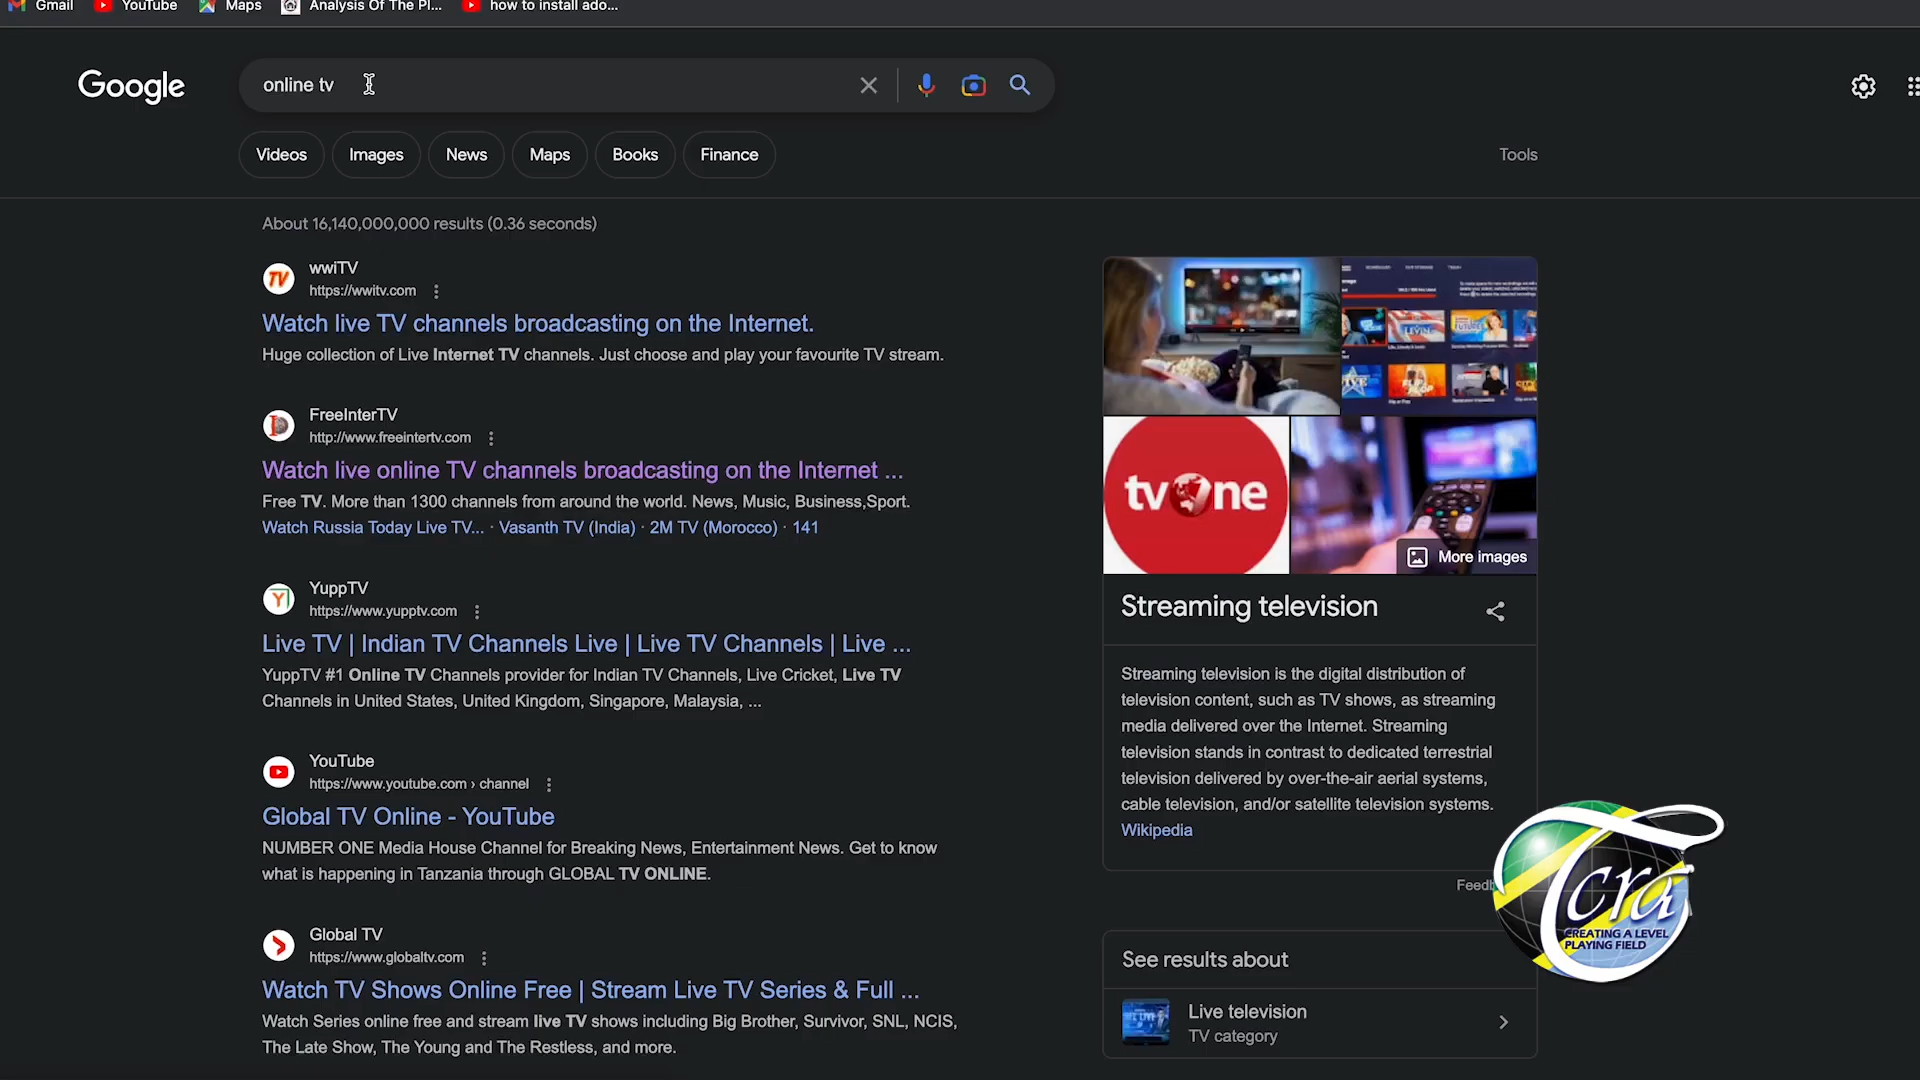 Gmail YouTube Maps Analysis Of The Pl... how to install ado...
Google
online tv
Videos Images News Maps Books Finance Tools
About 16,140,000,000 results (0.36 seconds)
TV
wwiTV
https://wwitv.com
Watch live TV channels broadcasting on the Internet.
Huge collection of Live Internet TV channels. Just choose and play your favourite TV stream.
FreeInterTV
http://www.freeintertv.com
Watch live online TV channels broadcasting on the Internet ...
Free TV. More than 1300 channels from around the world. News, Music, Business,Sport.
Watch Russia Today Live TV... · Vasanth TV (India) · 2M TV (Morocco) · 141
YuppTV
https://www.yupptv.com
Live TV | Indian TV Channels Live | Live TV Channels | Live ...
YuppTV #1 Online TV Channels provider for Indian TV Channels, Live Cricket, Live TV
Channels in United States, United Kingdom, Singapore, Malaysia, ...
YouTube
https://www.youtube.com › channel
Global TV Online - YouTube
NUMBER ONE Media House Channel for Breaking News, Entertainment News. Get to know
what is happening in Tanzania through GLOBAL TV ONLINE.
Global TV
https://www.globaltv.com
Watch TV Shows Online Free | Stream Live TV Series & Full ...
Watch Series online free and stream live TV shows including Big Brother, Survivor, SNL, NCIS,
The Late Show, The Young and The Restless, and more.
tvOne
More images
Streaming television
Streaming television is the digital distribution of
television content, such as TV shows, as streaming
media delivered over the Internet. Streaming
television stands in contrast to dedicated terrestrial
television delivered by over-the-air aerial systems,
cable television, and/or satellite television systems.
Wikipedia
Feedb
Tcra
CREATING A LEVEL
PLAYING FIELD
See results about
Live television
TV category